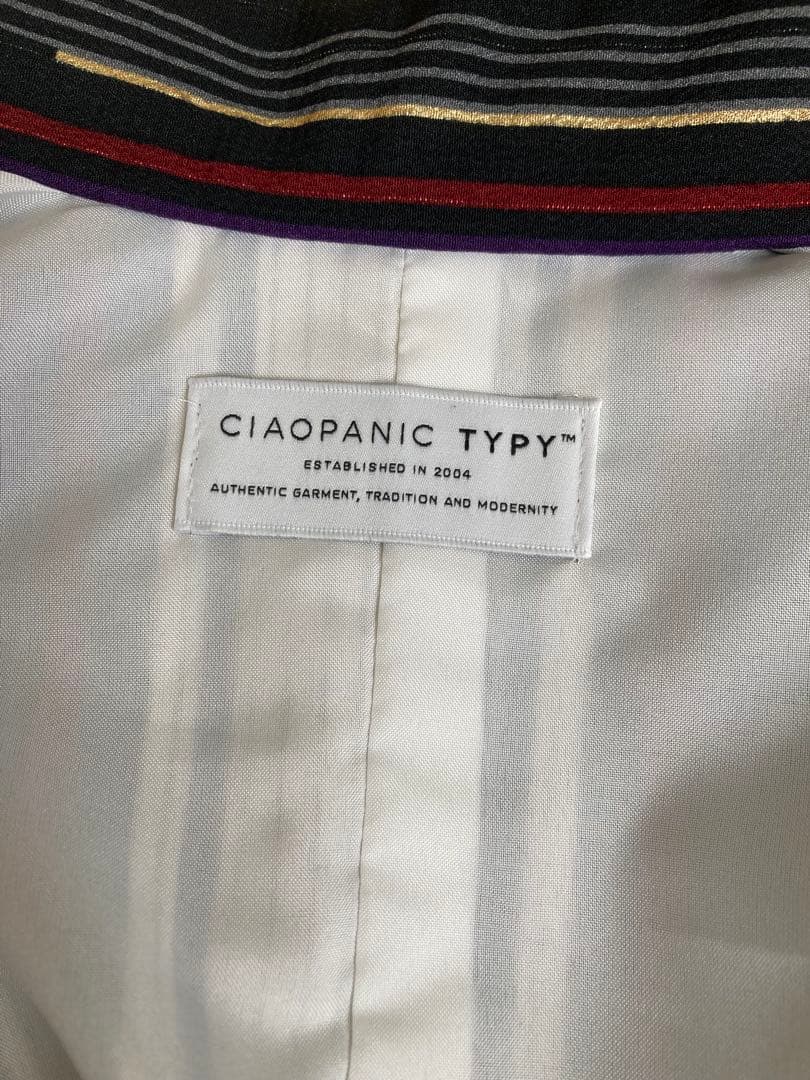 CIAOPANIC TYPY™
ESTABLISHED IN 2004
AUTHENTIC GARMENT, TRADITION AND MODERNITY